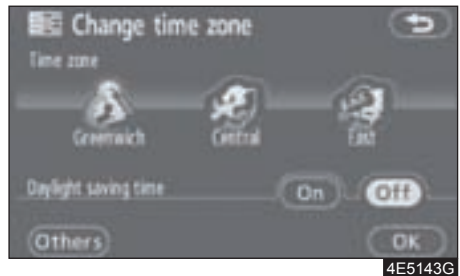 Change time zone
Time zone
Greenwich Central East
Daylight saving time On Off
Others OK
4E5143G